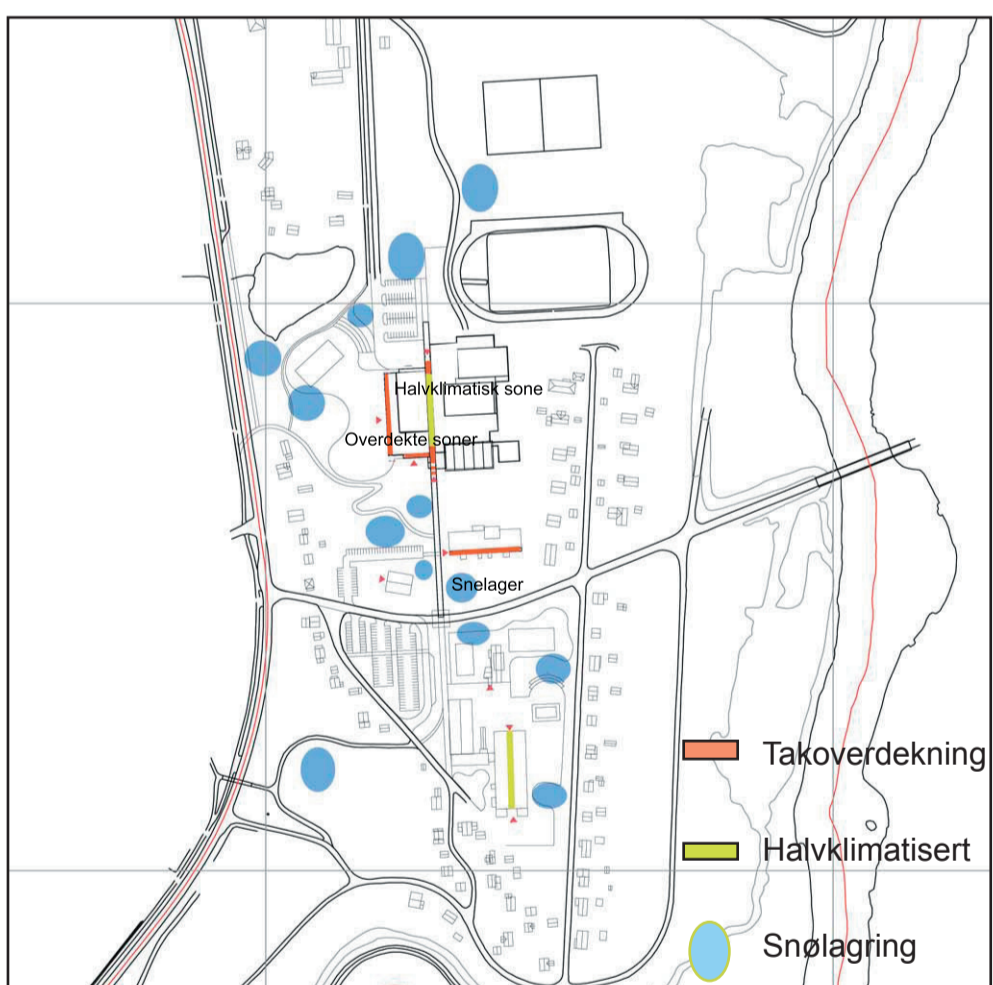 Halvklimatisk sone
Overdekte soner
Snelager
Takoverdekning
Halvklimatisert
Snølagring